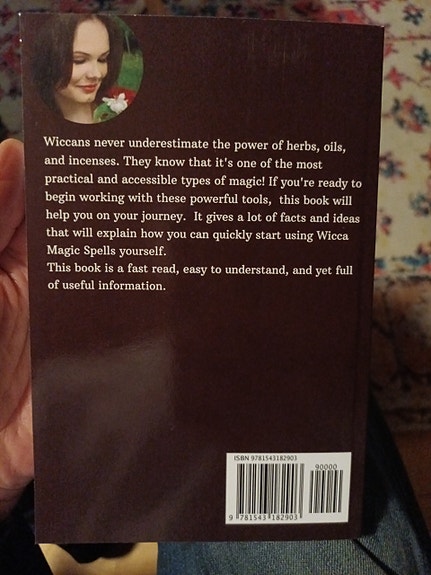 Wiccans never underestimate the power of herbs, oils,
and incenses. They know that it's one of the most
practical and accessible types of magic! If you're ready to
begin working with these powerful tools, this book will
help you on your journey. It gives a lot of facts and ideas
that will explain how you can quickly start using Wicca
Magic Spells yourself.
This book is a fast read, easy to understand, and yet full
of useful information.
ISBN 9781543182903
90000
9 781543 182903